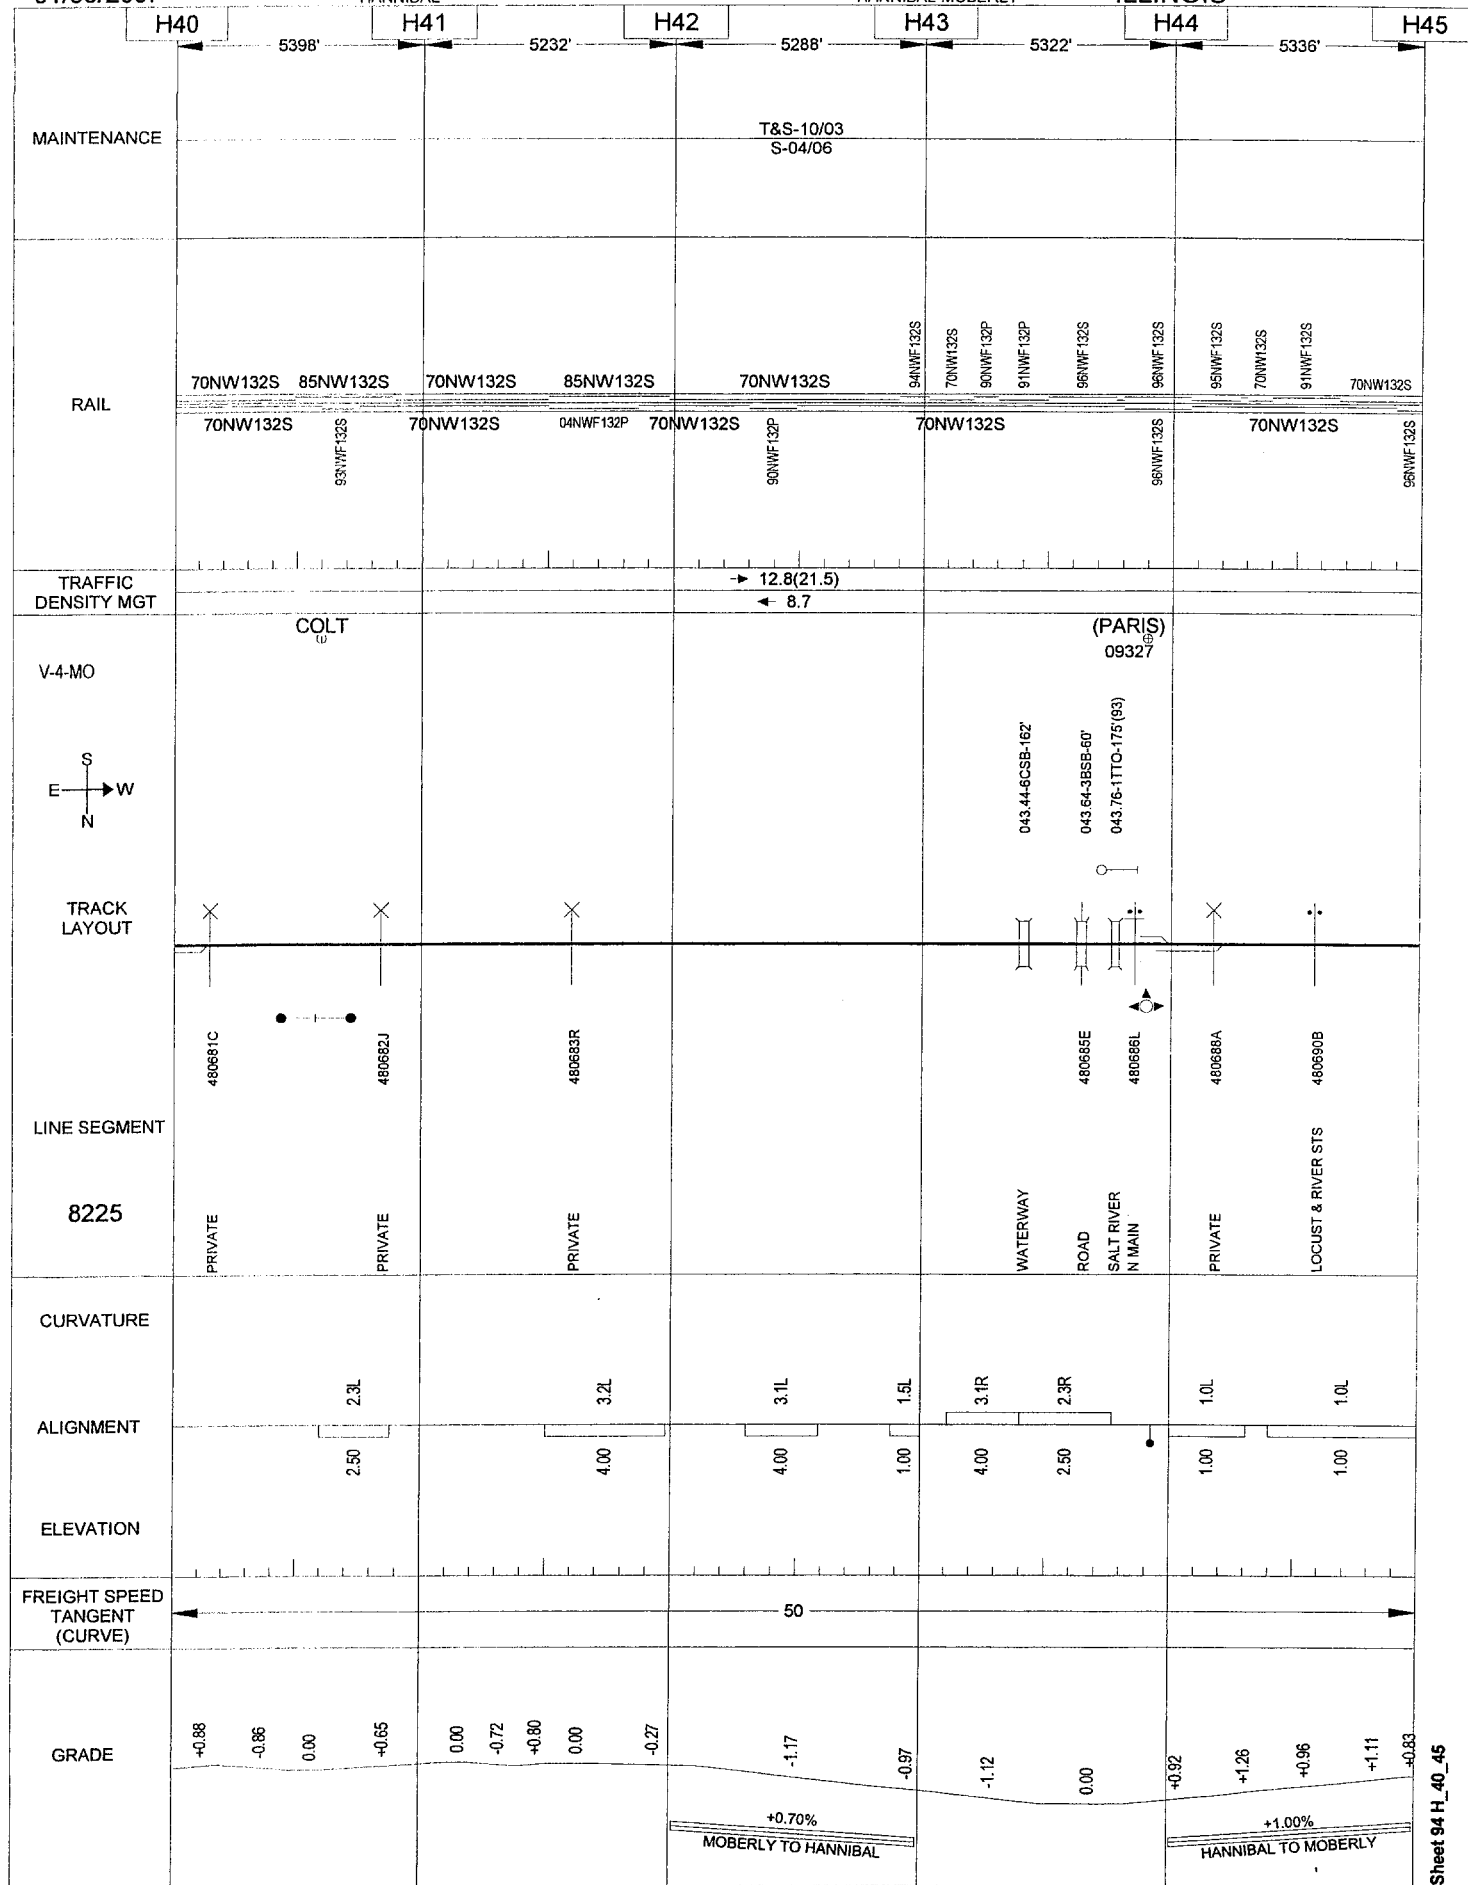 H40 H41 H42 H43 H44 H45
5398' 5232' 5288' 5322' 5336'
MAINTENANCE
T&S-10/03
S-04/06
RAIL
94NWF132S 70NW132S 90NWF132P 91NWF132P 96NWF132S 96NWF132S 95NWF132S 70NW132S 91NWF132S
70NW132S 85NW132S 70NW132S 85NW132S 70NW132S 70NW132S
70NW132S 93NWF132S 70NW132S 04NWF132P 70NW132S 90NWF132P 70NW132S 96NWF132S 70NW132S 96NWF132S
TRAFFIC
DENSITY MGT
12.8(21.5)
8.7
COLT
(PARIS)
09327
V-4-MO
S
E W
N
043.44-6CSB-162'
043.64-3BSB-60'
043.76-1TTO-175'(93)
TRACK
LAYOUT
480681C 480682J 480683R 480685E 480686L 480688A 480690B
LINE SEGMENT
8225
PRIVATE
PRIVATE
PRIVATE
WATERWAY
ROAD
SALT RIVER
N MAIN
PRIVATE
LOCUST & RIVER STS
CURVATURE
2.3L 3.2L 3.1L 1.5L 3.1R 2.3R 1.0L 1.0L
ALIGNMENT
2.50 4.00 4.00 1.00 4.00 2.50 1.00 1.00
ELEVATION
FREIGHT SPEED
TANGENT
(CURVE)
50
GRADE
+0.88 -0.86 0.00 +0.65 0.00 -0.72 +0.80 0.00 -0.27 -1.17 -0.97 -1.12 0.00 +0.92 +1.26 +0.96 +1.11 +0.83
+0.70%
MOBERLY TO HANNIBAL
+1.00%
HANNIBAL TO MOBERLY
Sheet 94 H_40_45